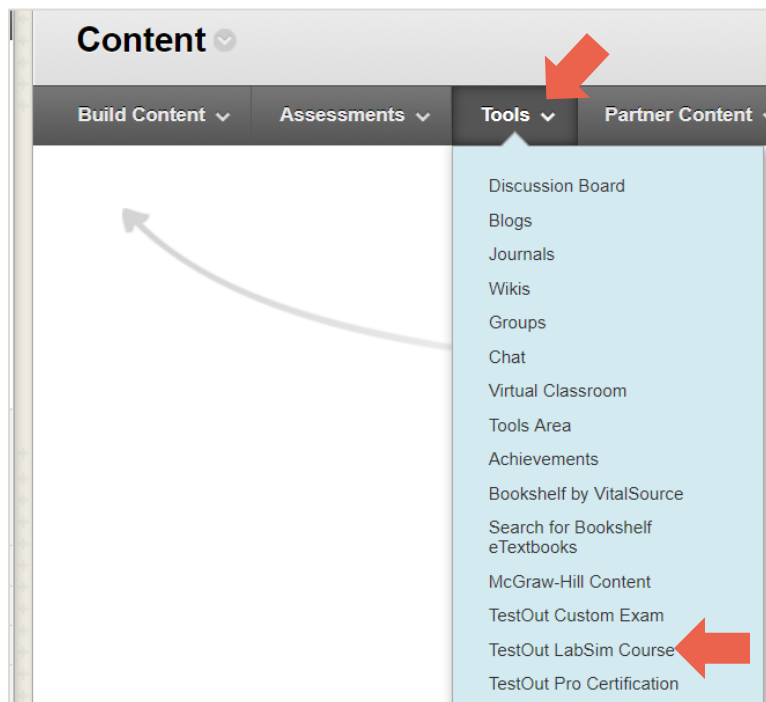 Content
Build Content
Assessments
Tools
Partner Content
Discussion Board
Blogs
Journals
Wikis
Groups
Chat
Virtual Classroom
Tools Area
Achievements
Bookshelf by VitalSource
Search for Bookshelf
eTextbooks
McGraw-Hill Content
TestOut Custom Exam
TestOut LabSim Course
TestOut Pro Certification